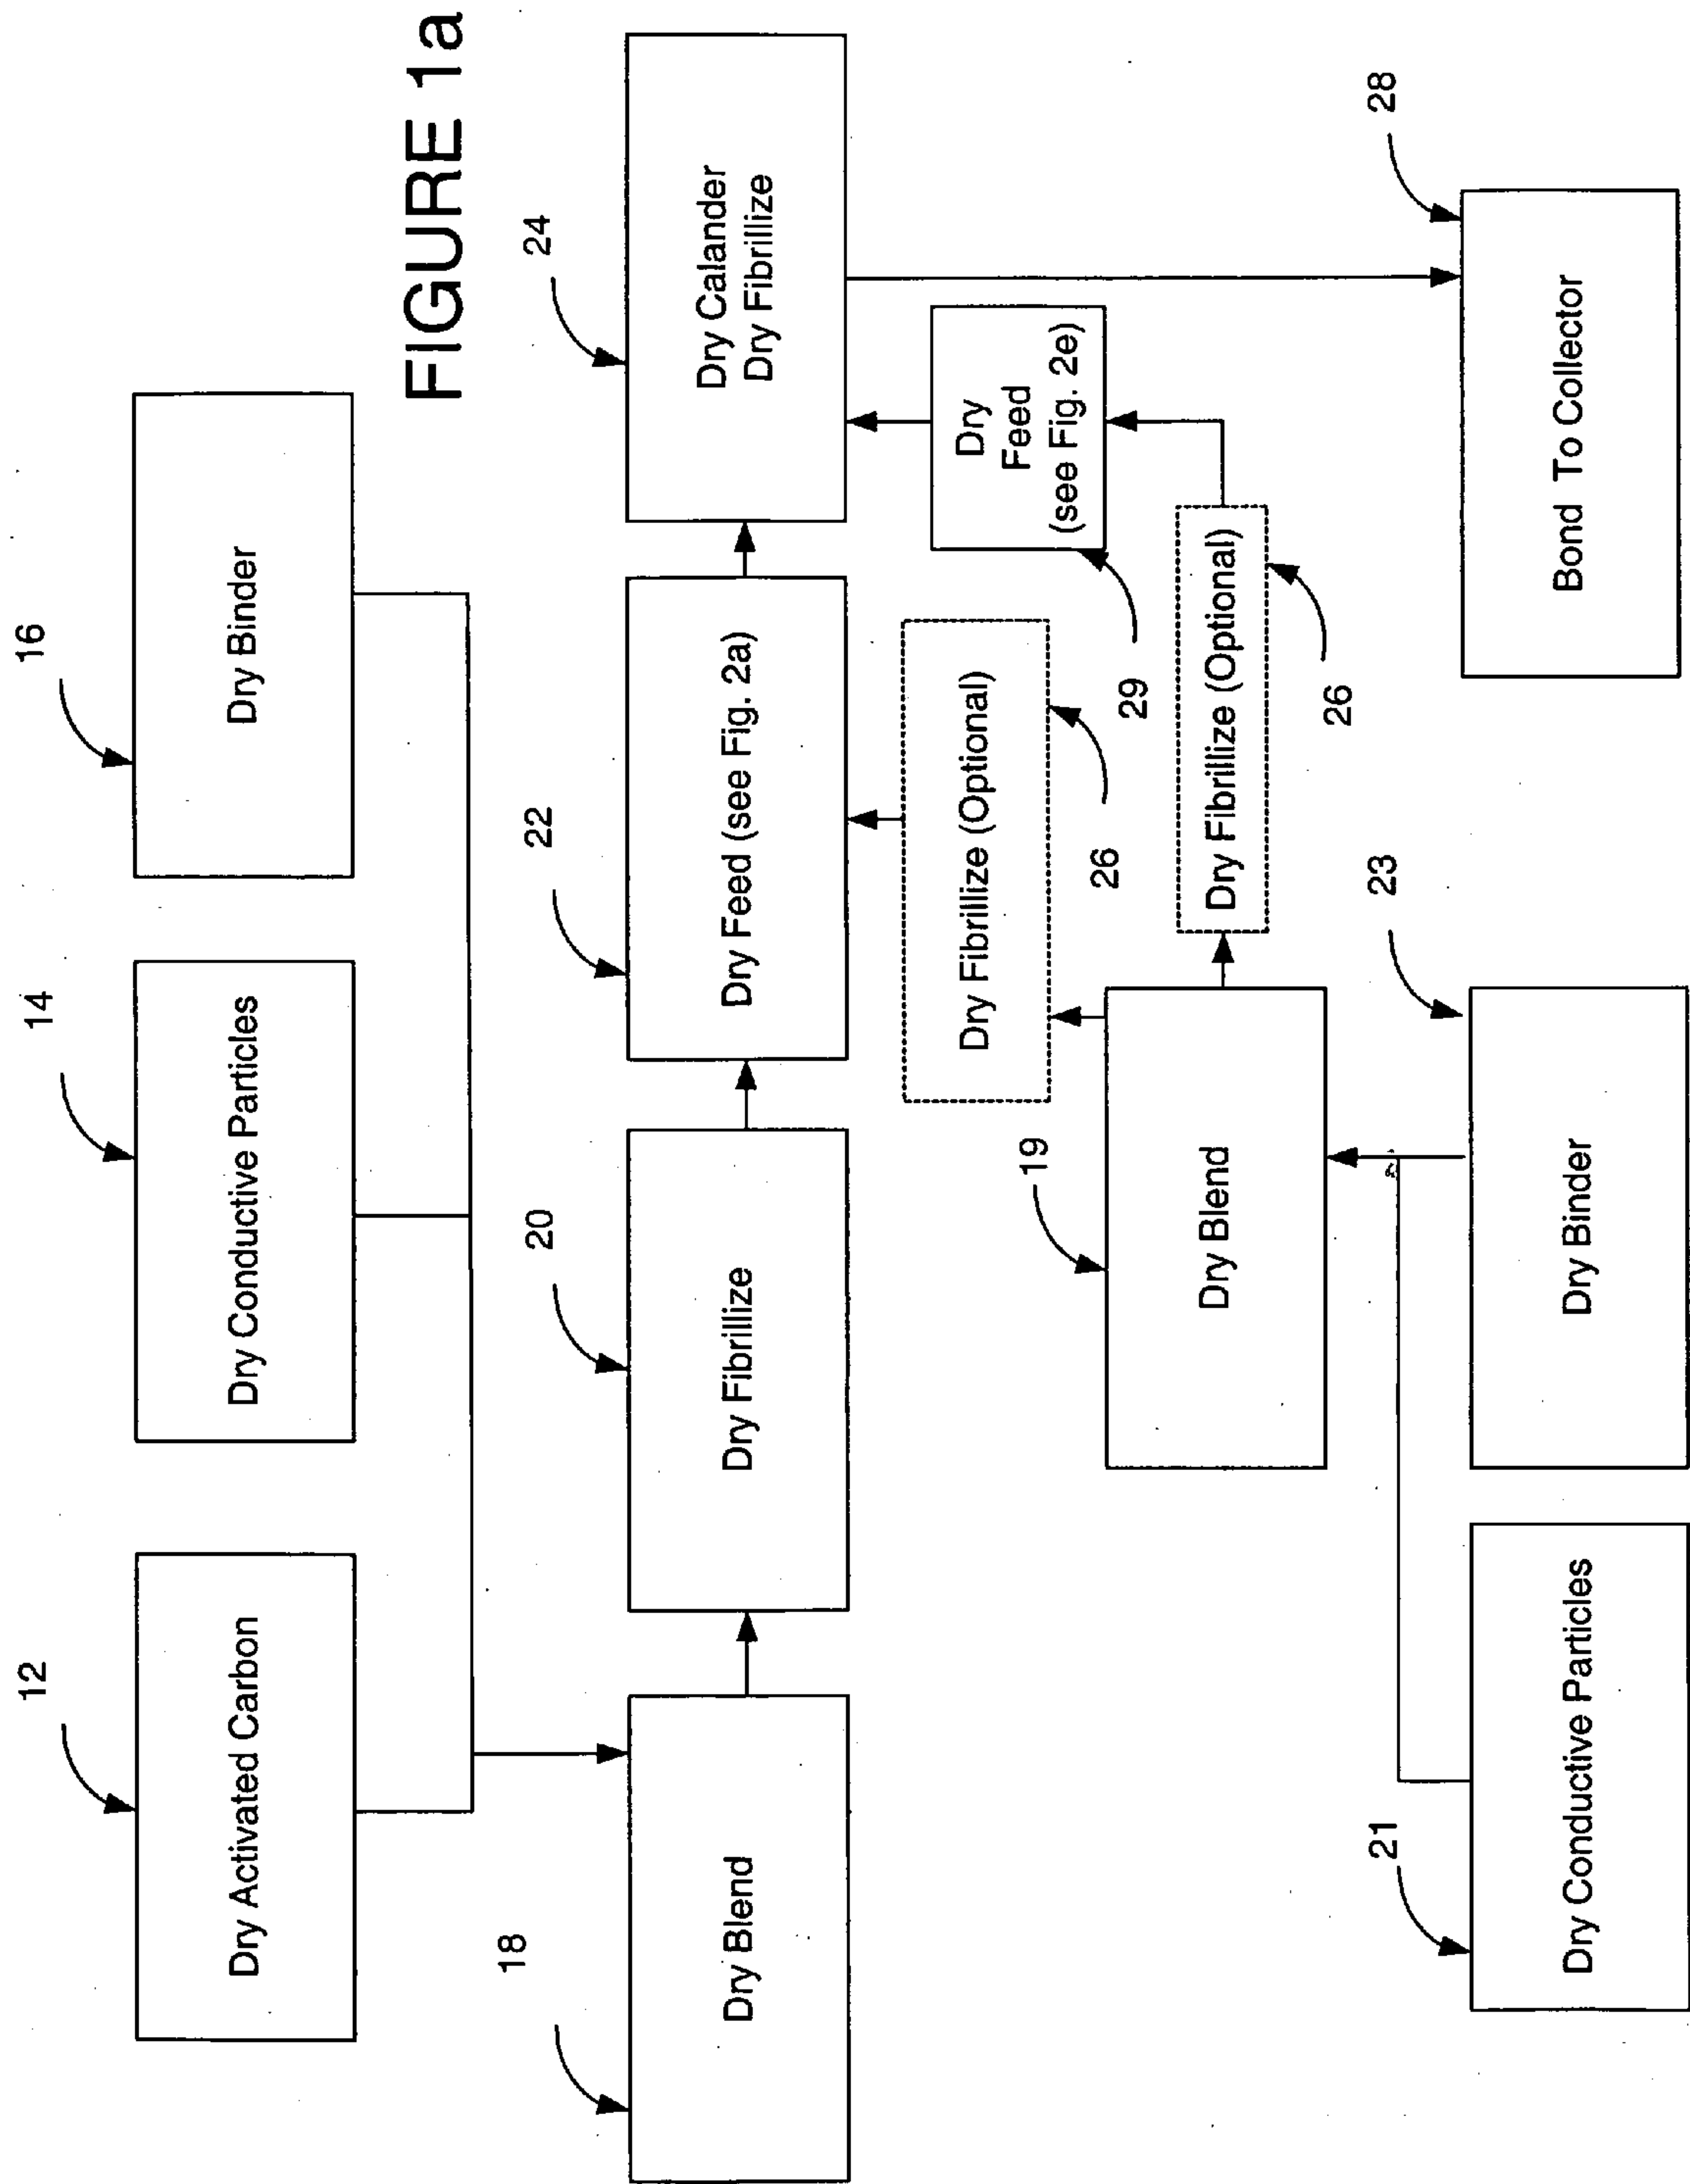 FIGURE 1a
12
14
16
Dry Activated Carbon
Dry Conductive Particles
Dry Binder
18
20
22
24
Dry Blend
Dry Fibrillize
Dry Feed (see Fig. 2a)
Dry Calander
Dry Fibrillize
Dry Fibrillize (Optional)
26
Dry
Feed
(see Fig. 2e)
29
19
Dry Blend
Dry Fibrillize (Optional)
26
21
23
28
Dry Conductive Particles
Dry Binder
Bond To Collector